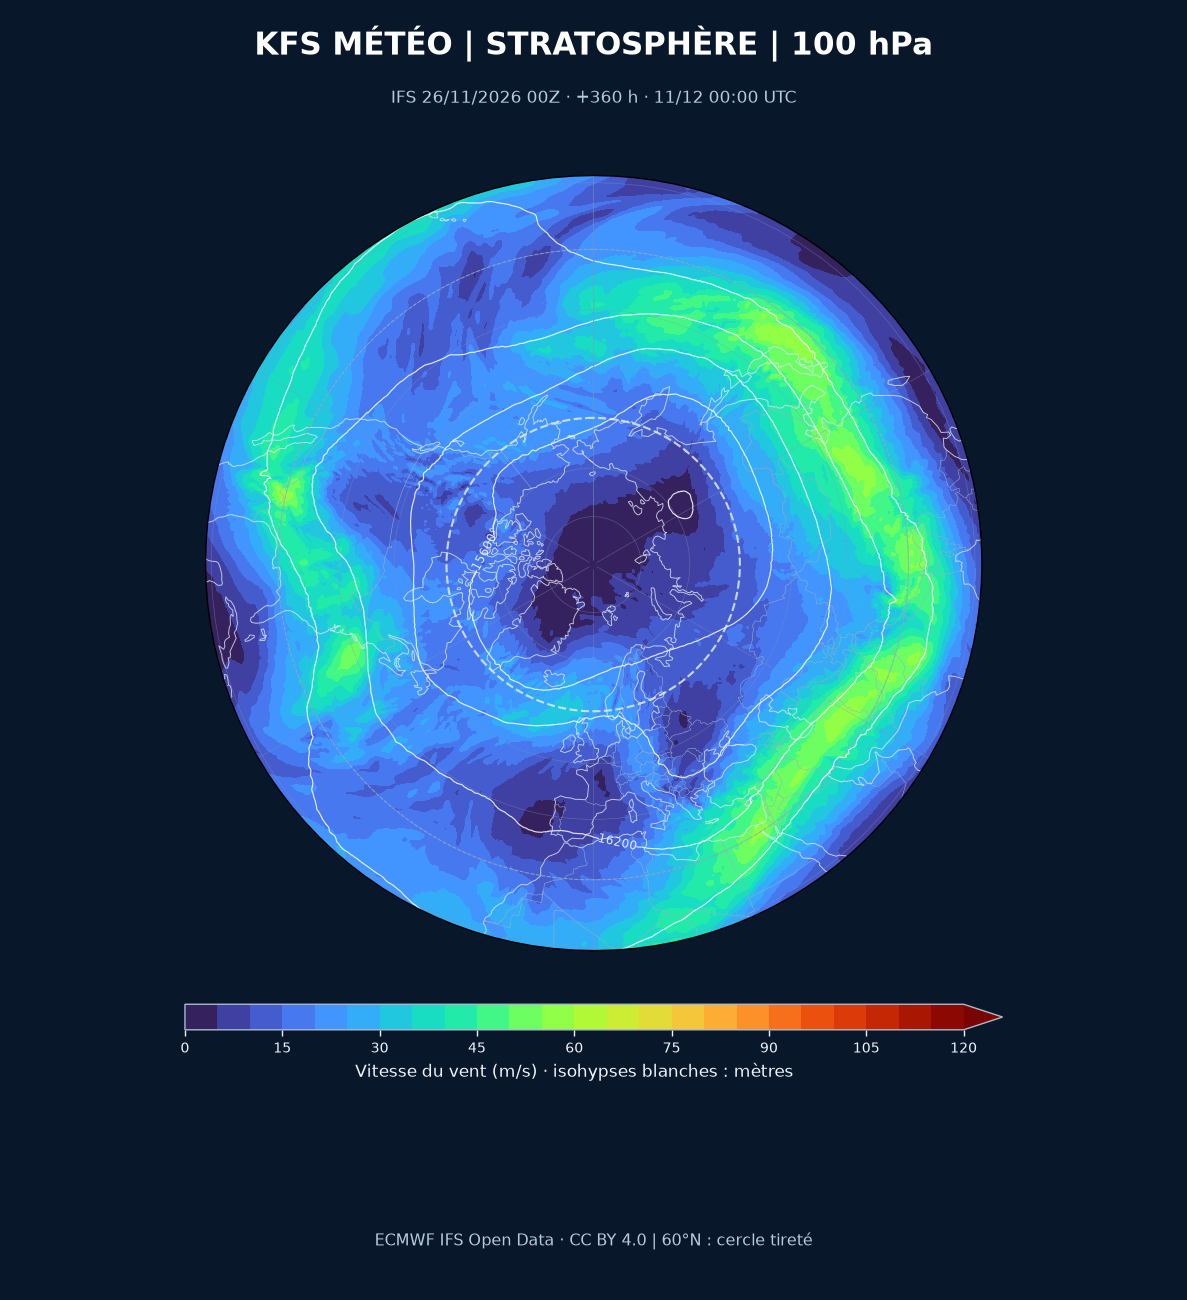 KFS MÉTÉO | STRATOSPHÈRE | 100 hPa
IFS 26/11/2026 00Z · +360 h · 11/12 00:00 UTC
16200
0 15 30 45 60 75 90 105 120
Vitesse du vent (m/s) · isohypses blanches : mètres
ECMWF IFS Open Data · CC BY 4.0 | 60°N : cercle tireté